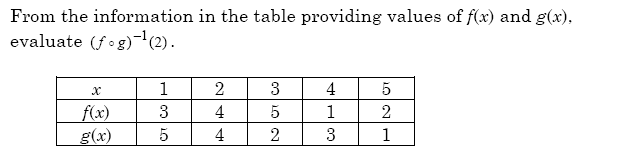 From the information in the table providing values of f(x) and g(x),
evaluate (f∘g)⁻¹(2).
x 1 2 3 4 5
f(x) 3 4 5 1 2
g(x) 5 4 2 3 1